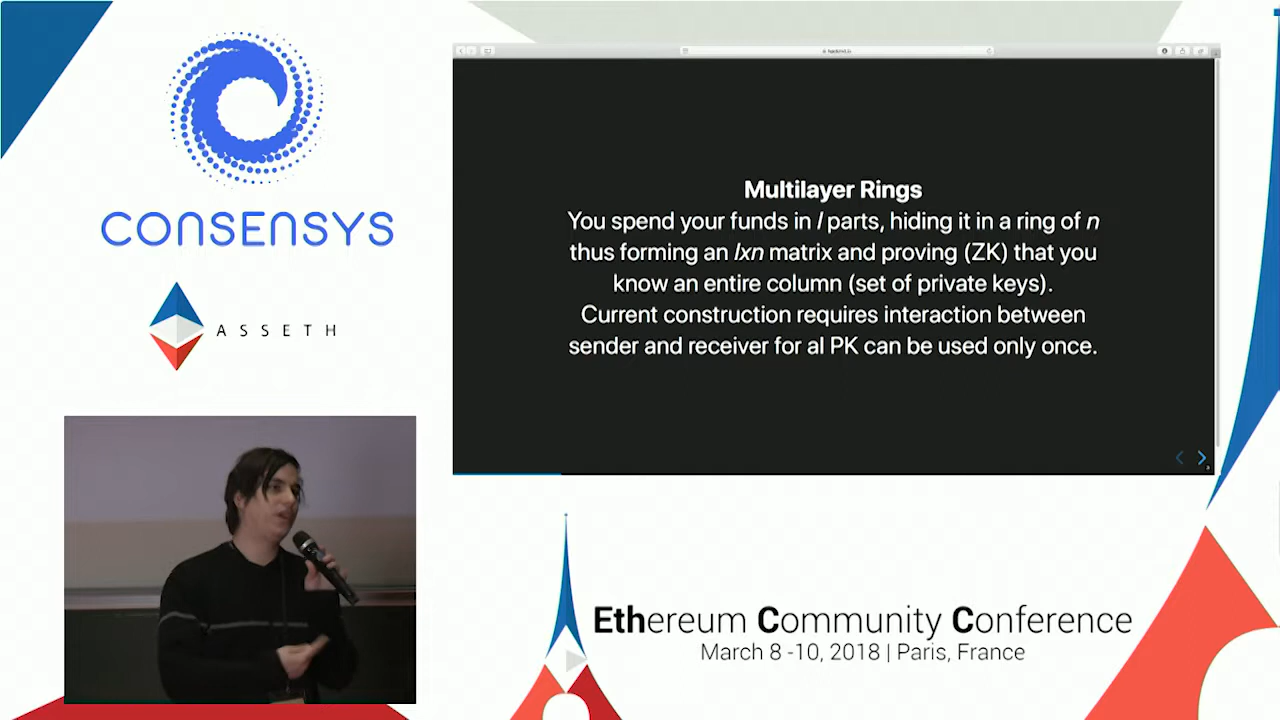 CONSENSYS
ASSETH
Multilayer Rings
You spend your funds in l parts, hiding it in a ring of n
thus forming an lxn matrix and proving (ZK) that you
know an entire column (set of private keys).
Current construction requires interaction between
sender and receiver for al PK can be used only once.
Ethereum Community Conference
March 8 -10, 2018 | Paris, France